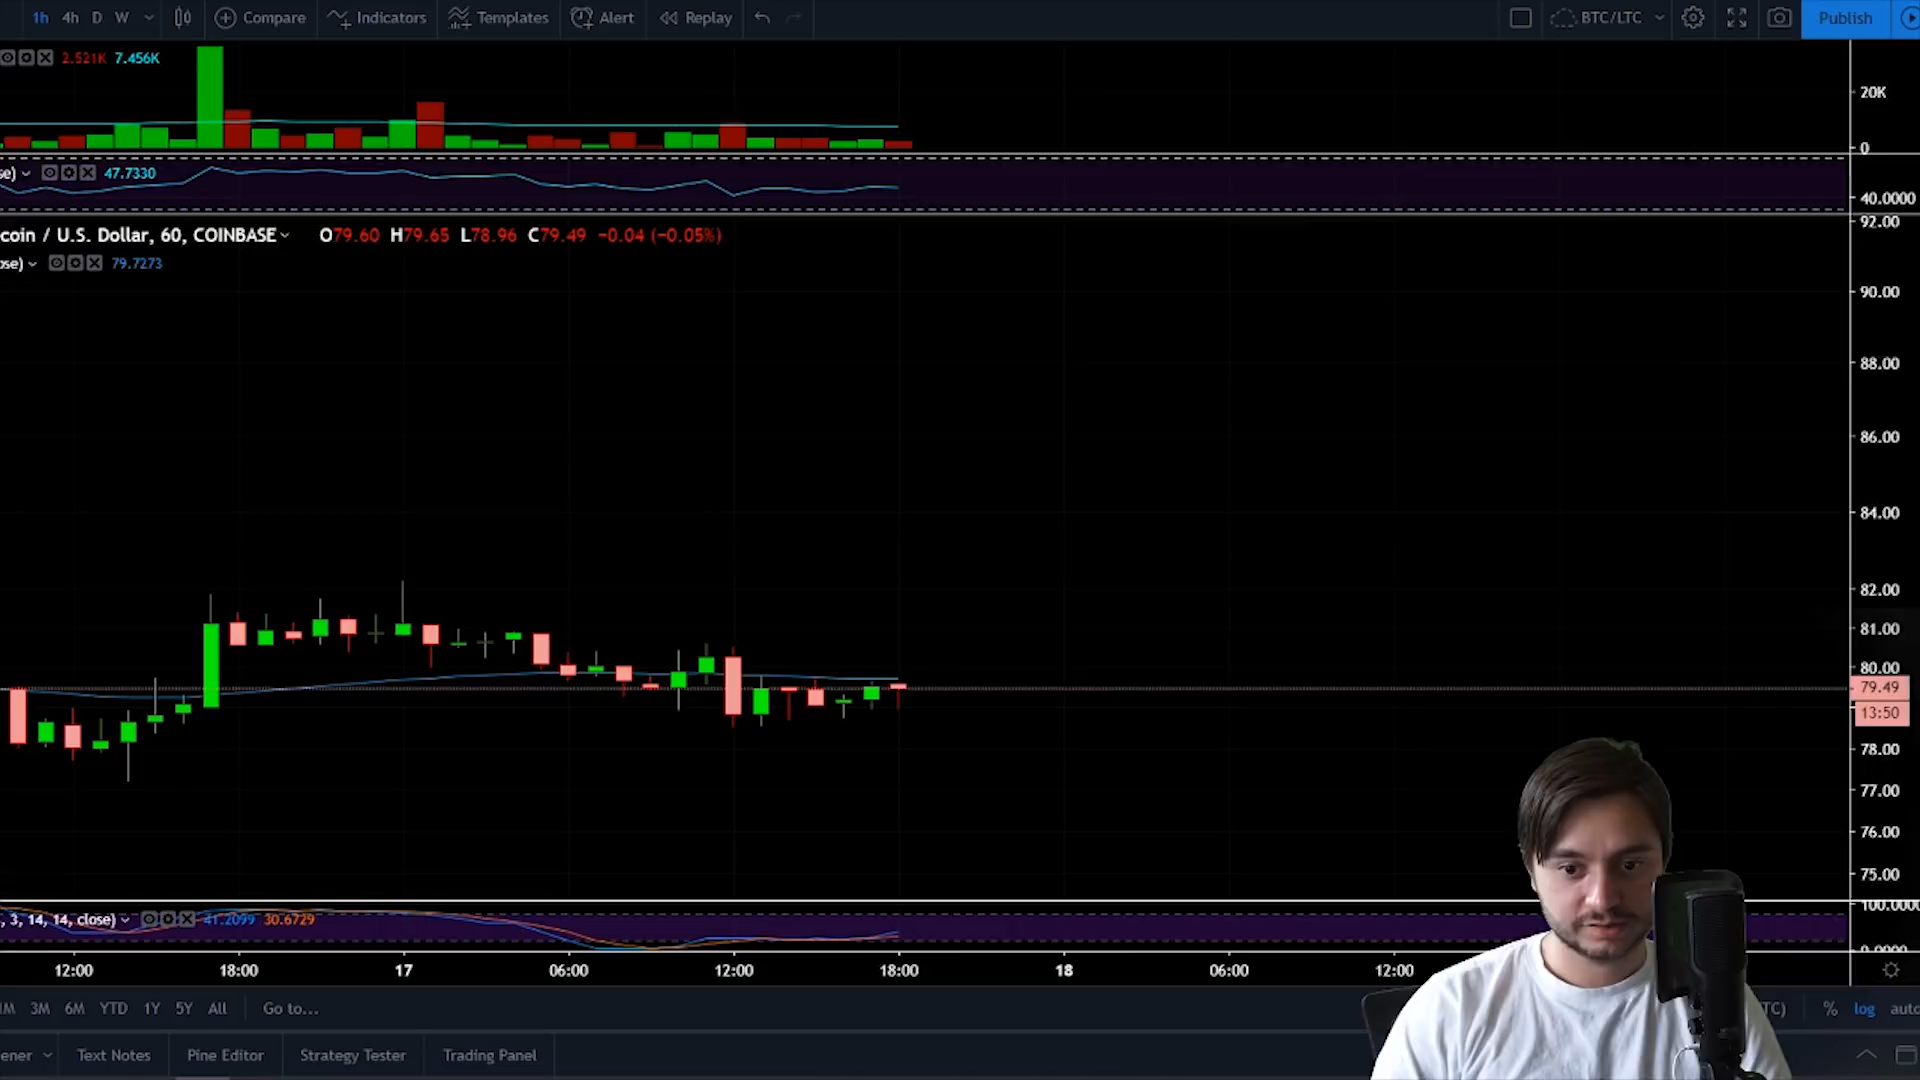 1h 4h D W Compare Indicators Templates Alert Replay BTC/LTC Publish
2.521K 7.456K
20K
0
se) 47.7330
40.0000
92.00
coin / U.S. Dollar, 60, COINBASE O79.60 H79.65 L78.96 C79.49 −0.04 (−0.05%)
ose) 79.7273
90.00
88.00
86.00
84.00
82.00
81.00
80.00
79.49
13:50
78.00
77.00
76.00
75.00
100.0000
, 3, 14, 14, close) 41.2099 30.6729
0.0000
12:00 18:00 17 06:00 12:00 18:00 18 06:00 12:00
1M 3M 6M YTD 1Y 5Y All Go to... TC) % log auto
ener Text Notes Pine Editor Strategy Tester Trading Panel